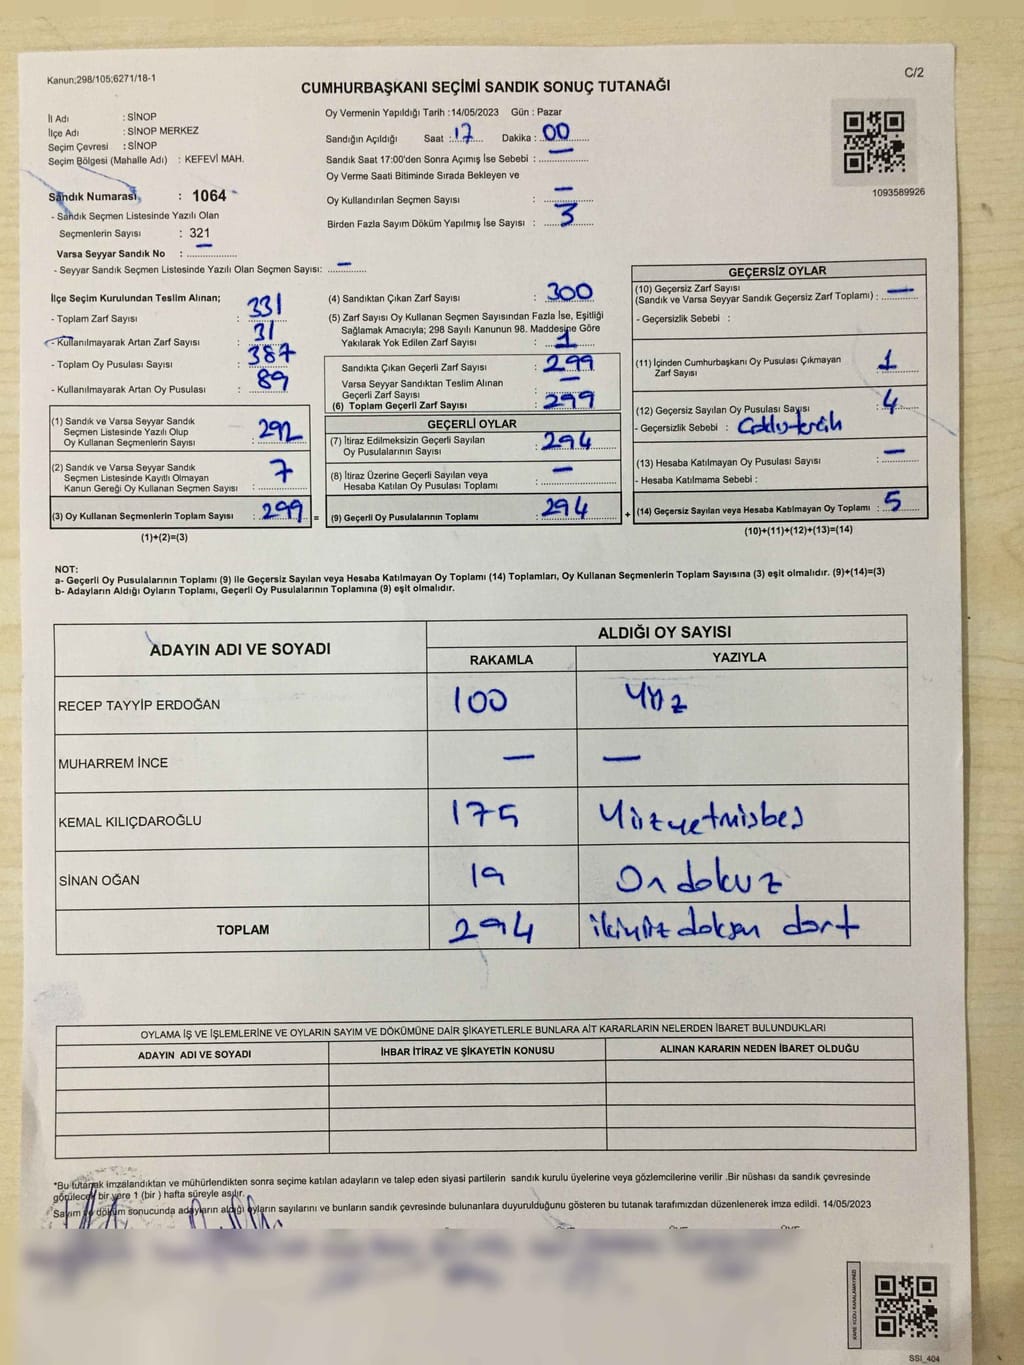 Kanun;298/105;6271/18-1
C/2
CUMHURBAŞKANI SEÇİMİ SANDIK SONUÇ TUTANAĞI
İl Adı : SİNOP
İlçe Adı : SİNOP MERKEZ
Seçim Çevresi : SİNOP
Seçim Bölgesi (Mahalle Adı) : KEFEVİ MAH.
Sandık Numarası : 1064
- Sandık Seçmen Listesinde Yazılı Olan
Seçmenlerin Sayısı : 321
Varsa Seyyar Sandık No : —
- Seyyar Sandık Seçmen Listesinde Yazılı Olan Seçmen Sayısı: —
Oy Vermenin Yapıldığı Tarih :14/05/2023 Gün : Pazar
Sandığın Açıldığı Saat : 17 Dakika : 00
Sandık Saat 17:00'den Sonra Açımış İse Sebebi : —
Oy Verme Saati Bitiminde Sırada Bekleyen ve
Oy Kullandırılan Seçmen Sayısı : —
Birden Fazla Sayım Döküm Yapılmış İse Sayısı : 3
1093589926
İlçe Seçim Kurulundan Teslim Alınan;
- Toplam Zarf Sayısı : 331
- Kullanılmayarak Artan Zarf Sayısı : 31
- Toplam Oy Pusulası Sayısı : 387
- Kullanılmayarak Artan Oy Pusulası : 89
(1) Sandık ve Varsa Seyyar Sandık
Seçmen Listesinde Yazılı Olup
Oy Kullanan Seçmenlerin Sayısı : 292
(2) Sandık ve Varsa Seyyar Sandık
Seçmen Listesinde Kayıtlı Olmayan
Kanun Gereği Oy Kullanan Seçmen Sayısı : 7
(3) Oy Kullanan Seçmenlerin Toplam Sayısı : 299 =
(1)+(2)=(3)
(4) Sandıktan Çıkan Zarf Sayısı : 300
(5) Zarf Sayısı Oy Kullanan Seçmen Sayısından Fazla İse, Eşitliği
Sağlamak Amacıyla; 298 Sayılı Kanunun 98. Maddesine Göre
Yakılarak Yok Edilen Zarf Sayısı : 1
Sandıkta Çıkan Geçerli Zarf Sayısı : 299
Varsa Seyyar Sandıktan Teslim Alınan
Geçerli Zarf Sayısı : —
(6) Toplam Geçerli Zarf Sayısı : 299
GEÇERLİ OYLAR
(7) İtiraz Edilmeksizin Geçerli Sayılan
Oy Pusulalarının Sayısı : 294
(8) İtiraz Üzerine Geçerli Sayılan veya
Hesaba Katılan Oy Pusulası Toplamı : —
(9) Geçerli Oy Pusulalarının Toplamı : 294 +
GEÇERSİZ OYLAR
(10) Geçersiz Zarf Sayısı
(Sandık ve Varsa Seyyar Sandık Geçersiz Zarf Toplamı) : —
- Geçersizlik Sebebi :
(11) İçinden Cumhurbaşkanı Oy Pusulası Çıkmayan
Zarf Sayısı : 1
(12) Geçersiz Sayılan Oy Pusulası Sayısı : 4
- Geçersizlik Sebebi : Çoklu tercih
(13) Hesaba Katılmayan Oy Pusulası Sayısı : —
- Hesaba Katılmama Sebebi :
(14) Geçersiz Sayılan veya Hesaba Katılmayan Oy Toplamı : 5
(10)+(11)+(12)+(13)=(14)
NOT:
a- Geçerli Oy Pusulalarının Toplamı (9) ile Geçersiz Sayılan veya Hesaba Katılmayan Oy Toplamı (14) Toplamları, Oy Kullanan Seçmenlerin Toplam Sayısına (3) eşit olmalıdır. (9)+(14)=(3)
b- Adayların Aldığı Oyların Toplamı, Geçerli Oy Pusulalarının Toplamına (9) eşit olmalıdır.
ADAYIN ADI VE SOYADI
ALDIĞI OY SAYISI
RAKAMLA YAZIYLA
RECEP TAYYİP ERDOĞAN 100 Yüz
MUHARREM İNCE — —
KEMAL KILIÇDAROĞLU 175 Yüzyetmisbes
SİNAN OĞAN 19 On dokuz
TOPLAM 294 ikiyüz doksan dört
OYLAMA İŞ VE İŞLEMLERİNE VE OYLARIN SAYIM VE DÖKÜMÜNE DAİR ŞİKAYETLERLE BUNLARA AİT KARARLARIN NELERDEN İBARET BULUNDUKLARI
ADAYIN ADI VE SOYADI İHBAR İTİRAZ VE ŞİKAYETİN KONUSU ALINAN KARARIN NEDEN İBARET OLDUĞU
*Bu tutanak imzalandıktan ve mühürlendikten sonra seçime katılan adayların ve talep eden siyasi partilerin sandık kurulu üyelerine veya gözlemcilerine verilir .Bir nüshası da sandık çevresinde
görülecek bir yere 1 (bir ) hafta süreyle asılır.
Sayım ve döküm sonucunda adayların aldığı oyların sayılarını ve bunların sandık çevresinde bulunanlara duyurulduğunu gösteren bu tutanak tarafımızdan düzenlenerek imza edildi. 14/05/2023
SSİ_404